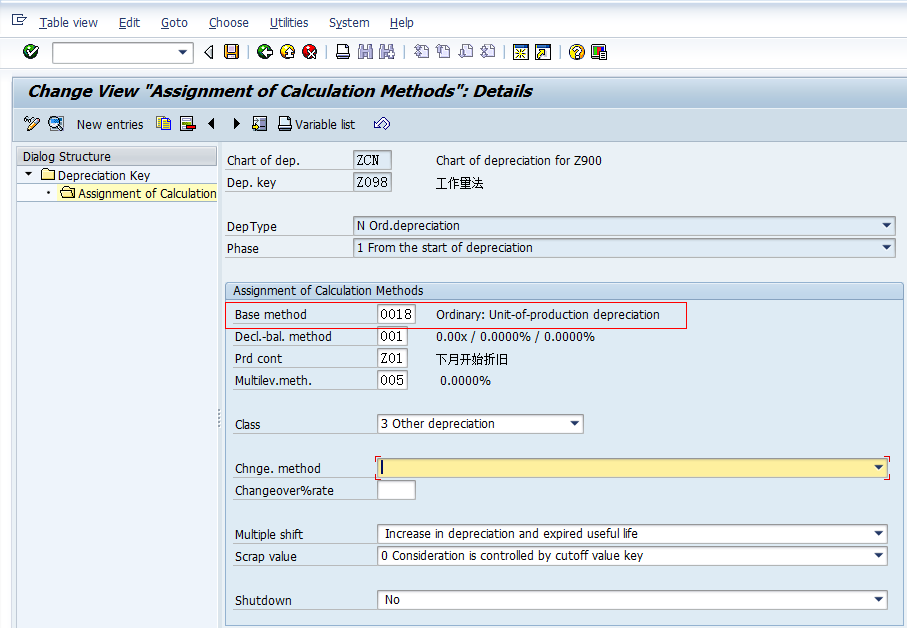 Table view Edit Goto Choose Utilities System Help
Change View "Assignment of Calculation Methods": Details
New entries Variable list
Dialog Structure
Depreciation Key
Assignment of Calculation
Chart of dep. ZCN Chart of depreciation for Z900
Dep. key Z098 工作量法
DepType N Ord.depreciation
Phase 1 From the start of depreciation
Assignment of Calculation Methods
Base method 0018 Ordinary: Unit-of-production depreciation
Decl.-bal. method 001 0.00x / 0.0000% / 0.0000%
Prd cont Z01 下月开始折旧
Multilev.meth. 005 0.0000%
Class 3 Other depreciation
Chnge. method
Changeover%rate
Multiple shift Increase in depreciation and expired useful life
Scrap value 0 Consideration is controlled by cutoff value key
Shutdown No